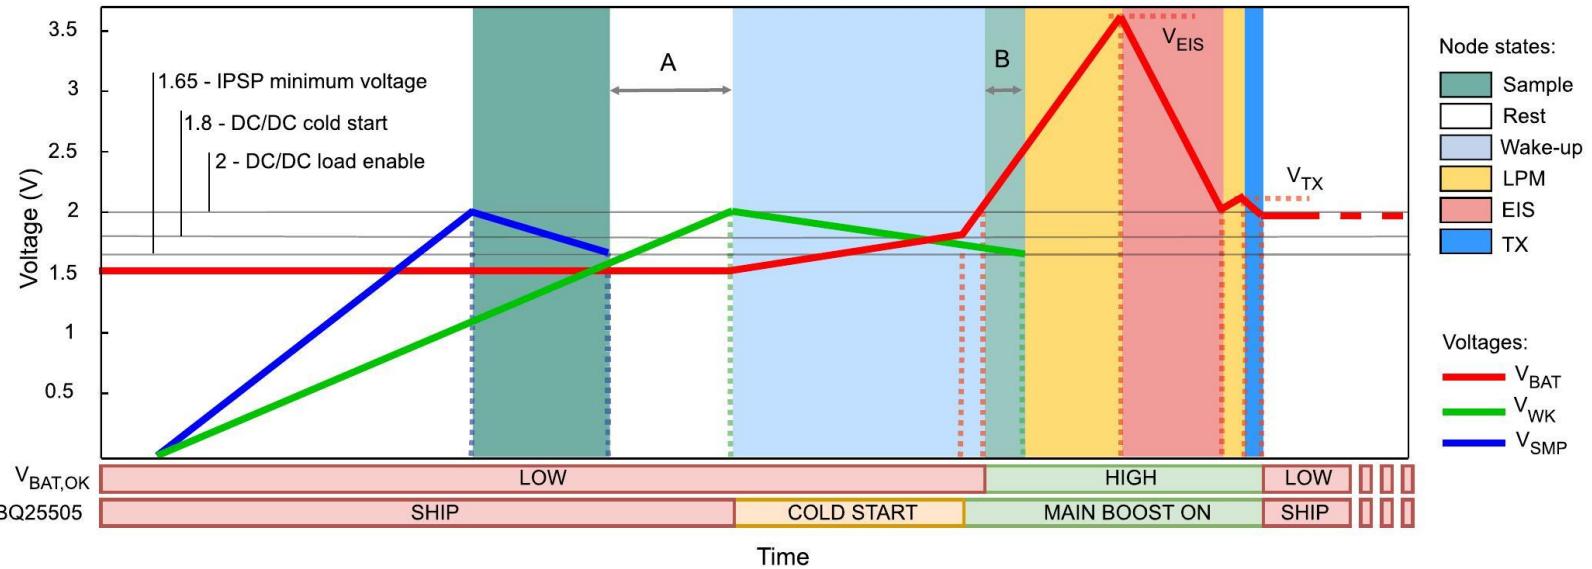 3.5
3
2.5
2
1.5
1
0.5
Voltage (V)
1.65 - IPSP minimum voltage
1.8 - DC/DC cold start
2 - DC/DC load enable
A
B
VEIS
VTX
Node states:
Sample
Rest
Wake-up
LPM
EIS
TX
Voltages:
VBAT
VWK
VSMP
VBAT,OK
LOW
HIGH
LOW
BQ25505
SHIP
COLD START
MAIN BOOST ON
SHIP
Time